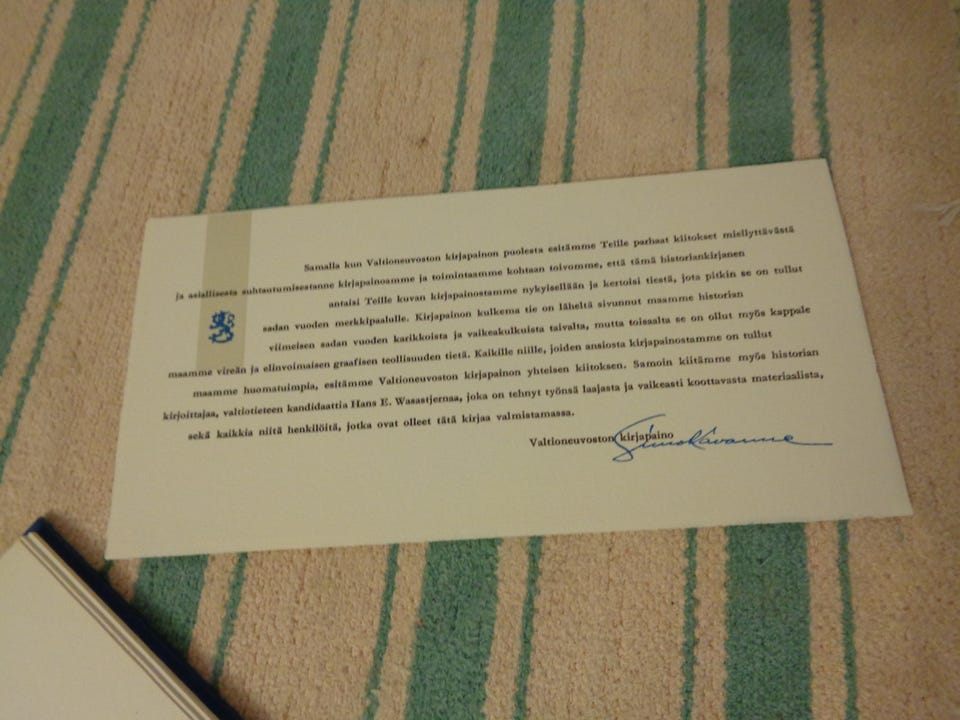 Samalla kun Valtioneuvoston kirjapainon puolesta esitämme Teille parhaat kiitokset miellyttävästä
ja asiallisesta suhtautumisestanne kirjapainoamme ja toimintaamme kohtaan toivomme, että tämä historiankirjanen
antaisi Teille kuvan kirjapainostamme nykyisellään ja kertoisi tiestä, jota pitkin se on tullut
sadan vuoden merkkipaalulle. Kirjapainon kulkema tie on läheltä sivunnut maamme historian
viimeisen sadan vuoden karikkoista ja vaikeakulkuista taivalta, mutta toisaalta se on ollut myös kappale
maamme vireän ja elinvoimaisen graafisen teollisuuden tietä. Kaikille niille, joiden ansiosta kirjapainostamme on tullut
maamme huomatuimpia, esitämme Valtioneuvoston kirjapainon yhteisen kiitoksen. Samoin kiitämme myös historian
kirjoittajaa, valtiotieteen kandidaattia Hans E. Wasastjernaa, joka on tehnyt työnsä laajasta ja vaikeasti koottavasta materiaalista,
sekä kaikkia niitä henkilöitä, jotka ovat olleet tätä kirjaa valmistamassa.
Valtioneuvoston kirjapaino